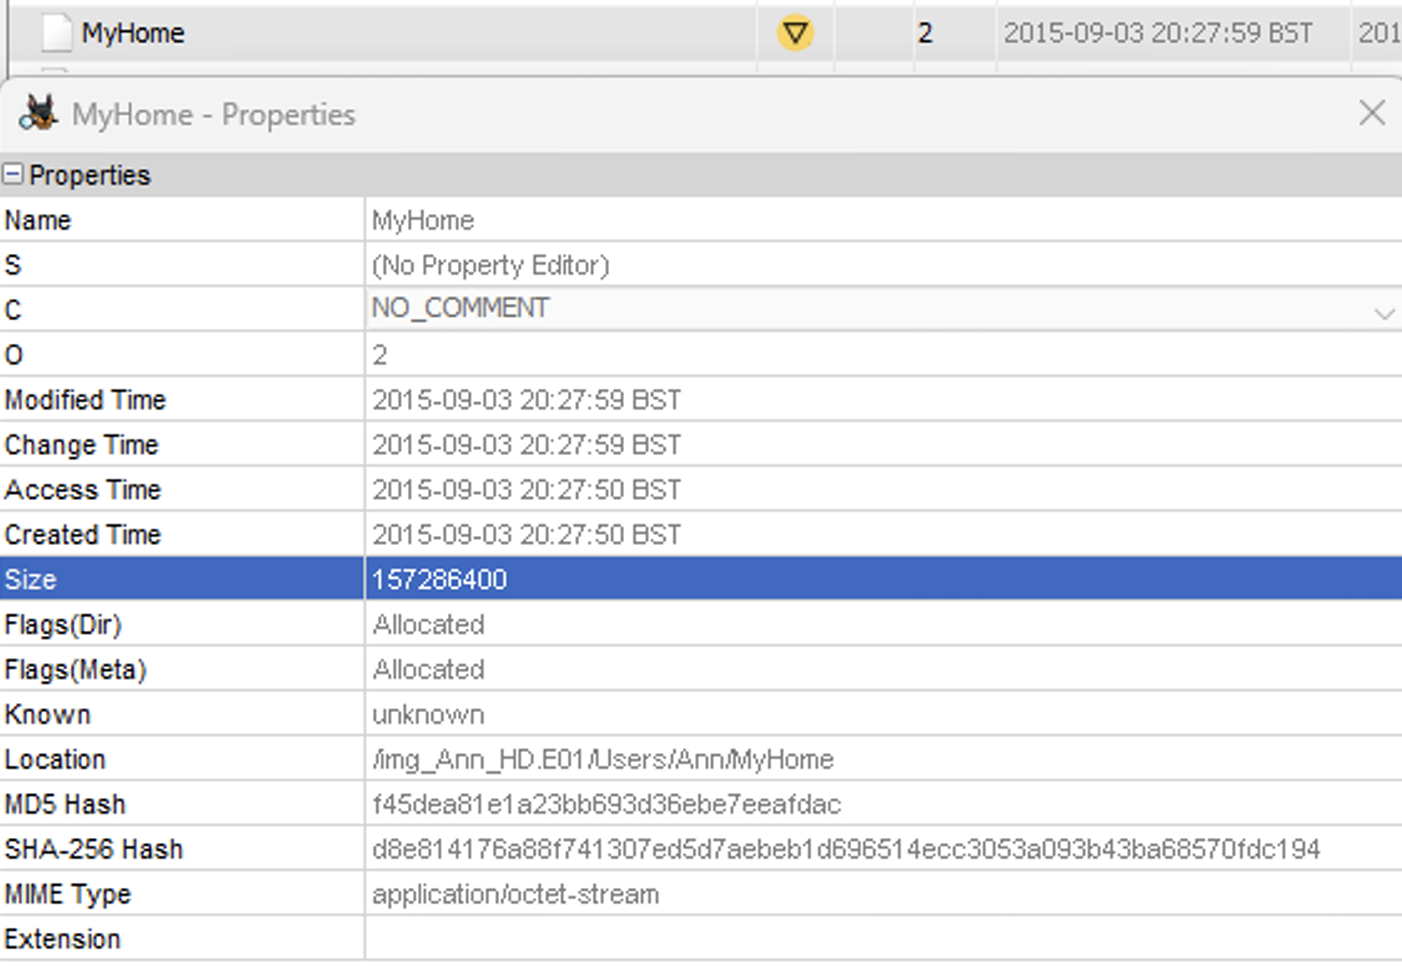 MyHome 2 2015-09-03 20:27:59 BST 201
MyHome - Properties
Properties
Name MyHome
S (No Property Editor)
C NO_COMMENT
O 2
Modified Time 2015-09-03 20:27:59 BST
Change Time 2015-09-03 20:27:59 BST
Access Time 2015-09-03 20:27:50 BST
Created Time 2015-09-03 20:27:50 BST
Size 157286400
Flags(Dir) Allocated
Flags(Meta) Allocated
Known unknown
Location /img_Ann_HD.E01/Users/Ann/MyHome
MD5 Hash f45dea81e1a23bb693d36ebe7eeafdac
SHA-256 Hash d8e814176a88f741307ed5d7aebeb1d696514ecc3053a093b43ba68570fdc194
MIME Type application/octet-stream
Extension